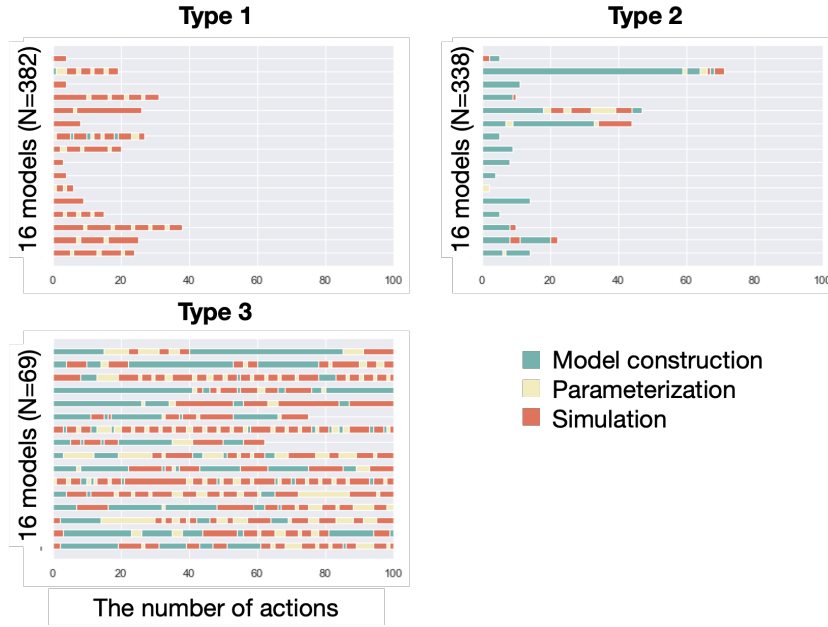 Type 1
16 models (N=382)
0 20 40 60 80 100
Type 2
16 models (N=338)
0 20 40 60 80 100
Type 3
16 models (N=69)
0 20 40 60 80 100
The number of actions
Model construction
Parameterization
Simulation